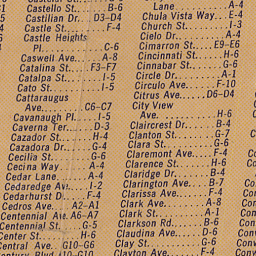 Castello St. B-6
Castilian Dr. D3-D4
Castle St. F-4
Castle Heights
Pl. C-6
Caswell Ave. A-8
Catalina St. F3-F7
Catalpa St. I-5
Cato St. I-5
Cattaraugus
Ave. C6-C7
Cavanaugh Pl. I-5
Caverna Ter. D-3
Cazador St. H-4
Cazadora Dr. G-4
Cecilia St. G-6
Cecina Way A-4
Cedar Lawn A-4
Cedaredge Av. I-2
Cedarhurst D. F-4
Cedros Ave. A2-A1
Centennial Av. A6-A7
Centennial St. G-5
Center St. H-6
Central Ave. G10-G6
Lane A-4
Chula Vista Way E-4
Church St. I-3
Cielo Dr. A-4
Cimarron St. E9-E6
Cincinnati St. H-6
Cinnabar St. G-6
Circle Dr. A-1
Circulo Ave. F-10
Citrus Ave. D6-D4
City View
Ave. H-6
Claircrest Dr. B-4
Clanton St. G-7
Clara St. G-6
Claremont Ave. F-4
Clarence St. H-6
Claridge Dr. B-4
Clarington Ave. B-7
Clarissa Ave. F-4
Clark Ave. A-8
Clark St. A-1
Clarkson Rd. B-6
Claudina Ave. D-6
Clay St. G-6
Clayton Ave. F-4